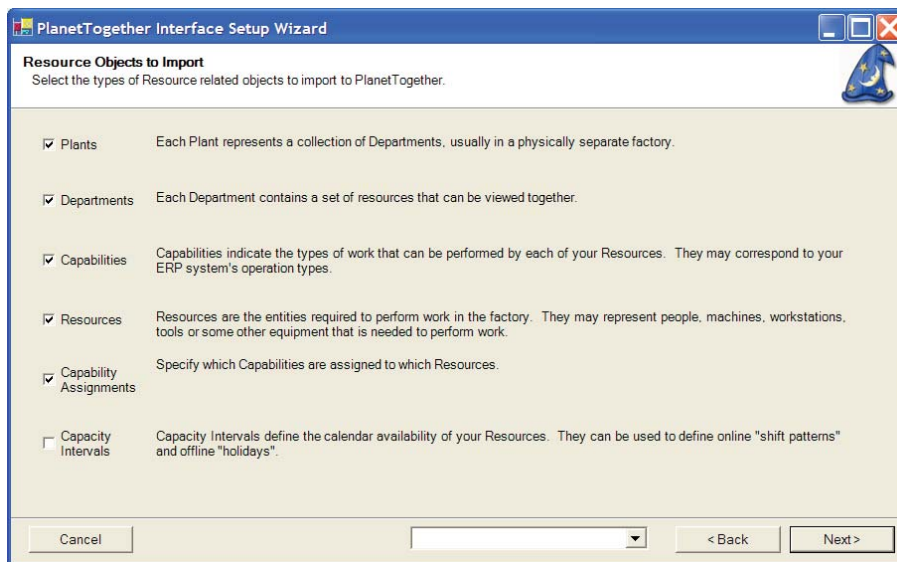 PlanetTogether Interface Setup Wizard
Resource Objects to Import
Select the types of Resource related objects to import to PlanetTogether.
Plants
Each Plant represents a collection of Departments, usually in a physically separate factory.
Departments
Each Department contains a set of resources that can be viewed together.
Capabilities
Capabilities indicate the types of work that can be performed by each of your Resources. They may correspond to your
ERP system's operation types.
Resources
Resources are the entities required to perform work in the factory. They may represent people, machines, workstations,
tools or some other equipment that is needed to perform work.
Capability
Assignments
Specify which Capabilities are assigned to which Resources.
Capacity
Intervals
Capacity Intervals define the calendar availability of your Resources. They can be used to define online "shift patterns"
and offline "holidays".
Cancel
< Back
Next >